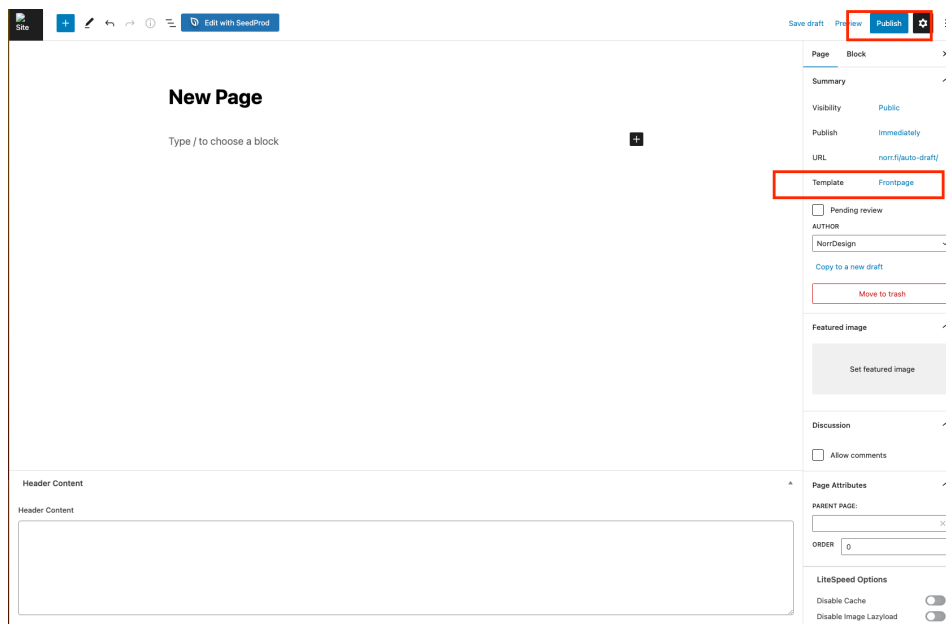 Site
Edit with SeedProd
Save draft Preview Publish
Page Block
Summary
New Page
Visibility Public
Type / to choose a block
Publish Immediately
URL norr.fi/auto-draft/
Template Frontpage
Pending review
AUTHOR
NorrDesign
Copy to a new draft
Move to trash
Featured image
Set featured image
Discussion
Allow comments
Header Content
Page Attributes
Header Content
PARENT PAGE:
ORDER 0
LiteSpeed Options
Disable Cache
Disable Image Lazyload